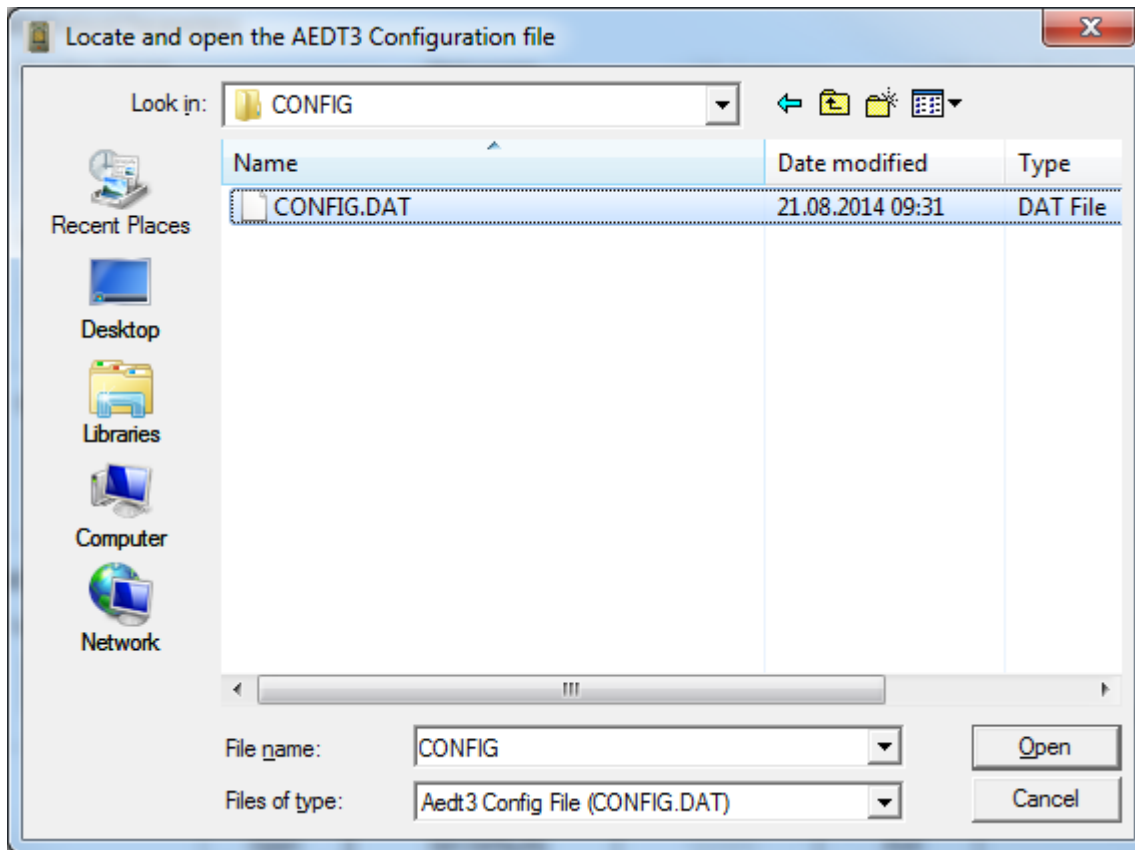 Locate and open the AEDT3 Configuration file
Look in: CONFIG
Name Date modified Type
CONFIG.DAT 21.08.2014 09:31 DAT File
Recent Places
Desktop
Libraries
Computer
Network
File name: CONFIG Open
Files of type: Aedt3 Config File (CONFIG.DAT) Cancel